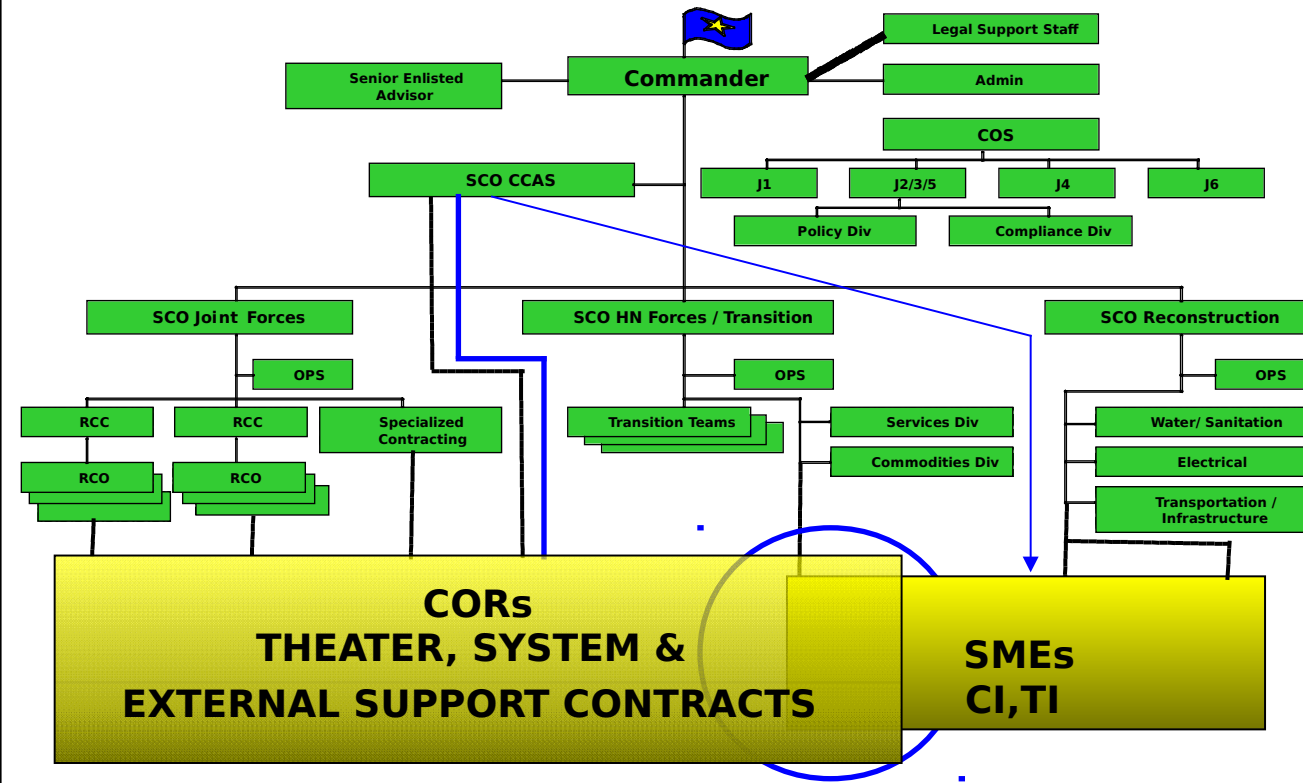 Legal Support Staff
Commander
Senior Enlisted
Advisor
Admin
COS
SCO CCAS
J1
J2/3/5
J4
J6
Policy Div
Compliance Div
SCO Joint Forces
SCO HN Forces / Transition
SCO Reconstruction
OPS
OPS
OPS
RCC
RCC
Specialized
Contracting
Transition Teams
Services Div
Water/ Sanitation
RCO
RCO
Commodities Div
Electrical
Transportation /
Infrastructure
CORs
THEATER, SYSTEM &
EXTERNAL SUPPORT CONTRACTS
SMEs
CI,TI